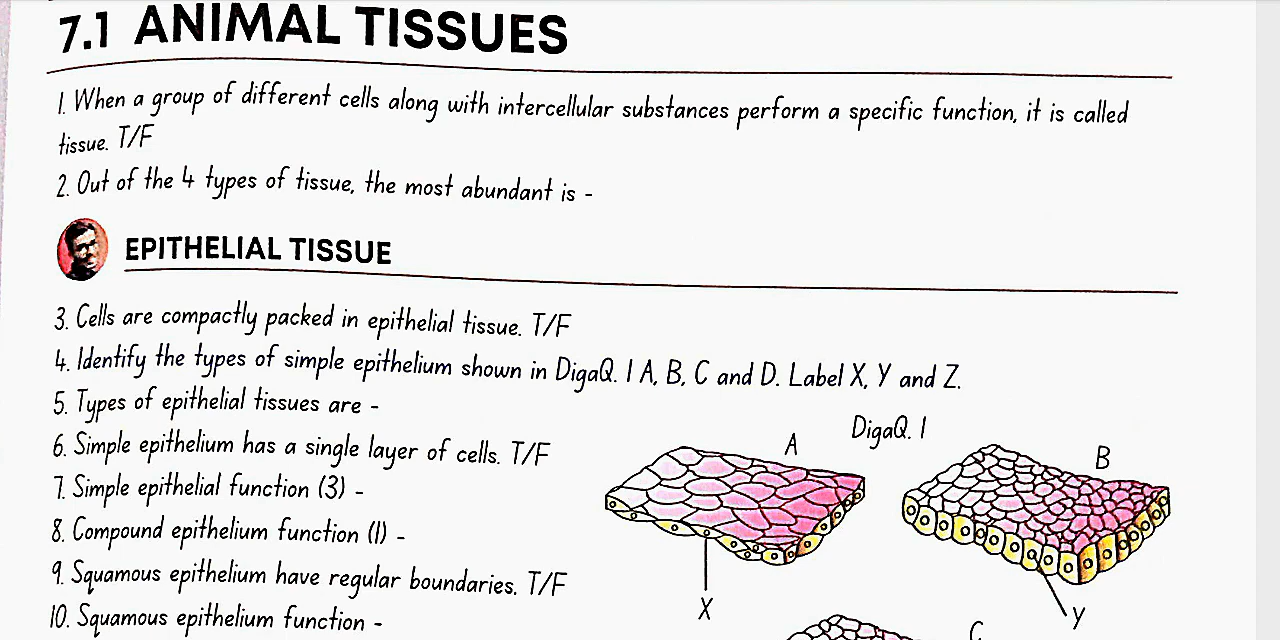 7.1 ANIMAL TISSUES
1. When a group of different cells along with intercellular substances perform a specific function, it is called
tissue. T/F
2. Out of the 4 types of tissue, the most abundant is -
EPITHELIAL TISSUE
3. Cells are compactly packed in epithelial tissue. T/F
4. Identify the types of simple epithelium shown in DigaQ. 1 A, B, C and D. Label X, Y and Z.
5. Types of epithelial tissues are -
6. Simple epithelium has a single layer of cells. T/F
7. Simple epithelial function (3) -
8. Compound epithelium function (1) -
9. Squamous epithelium have regular boundaries. T/F
10. Squamous epithelium function -
DigaQ. 1
A
B
X
Y
C